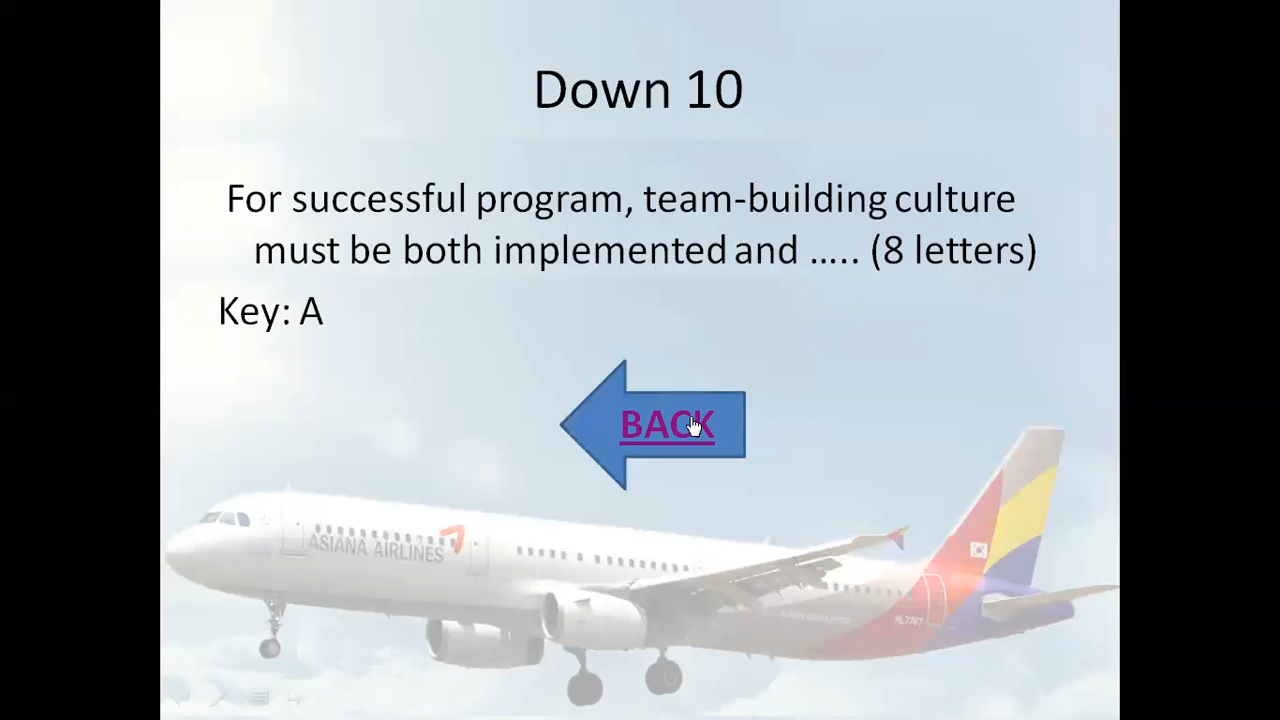 Down 10
For successful program, team-building culture
must be both implemented and ….. (8 letters)
Key: A
BACK
ASIANA AIRLINES
HL7767